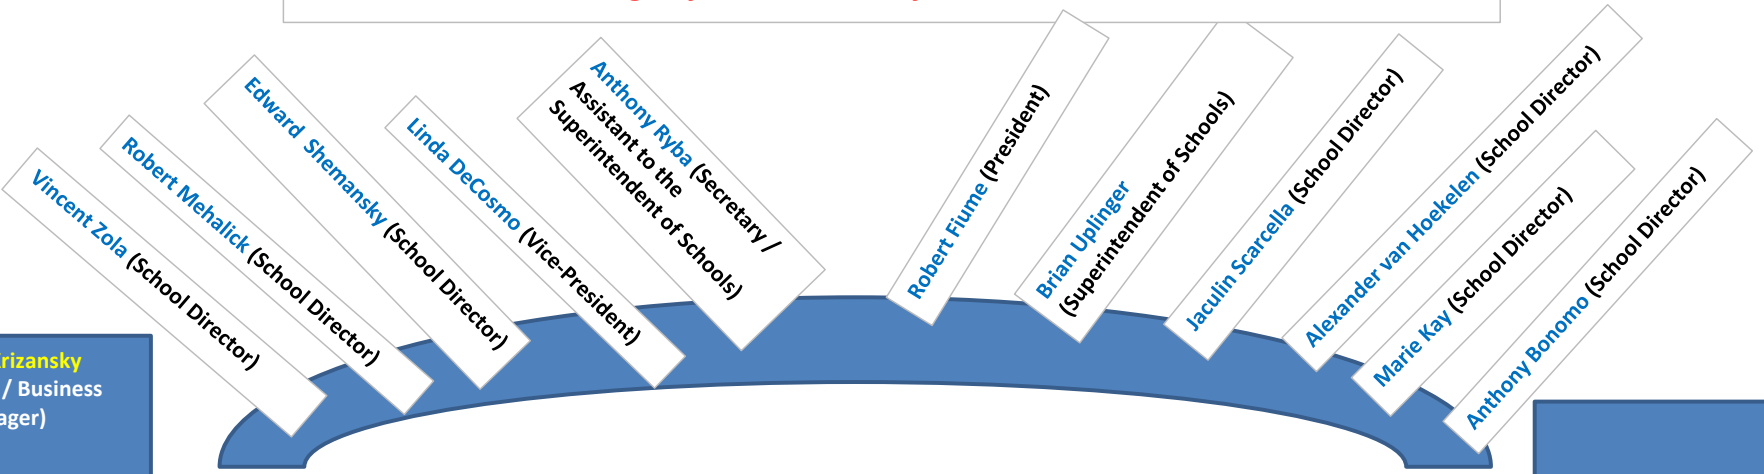 Vincent Zola (School Director)
Robert Mehalick (School Director)
Edward Shemansky (School Director)
Linda DeCosmo (Vice-President)
Anthony Ryba (Secretary /
Assistant to the
Superintendent of Schools)
Robert Fiume (President)
Brian Uplinger
(Superintendent of Schools)
Jaculin Scarcella (School Director)
Alexander van Hoekelen (School Director)
Marie Kay (School Director)
Anthony Bonomo (School Director)
rizansky
/ Business
ager)